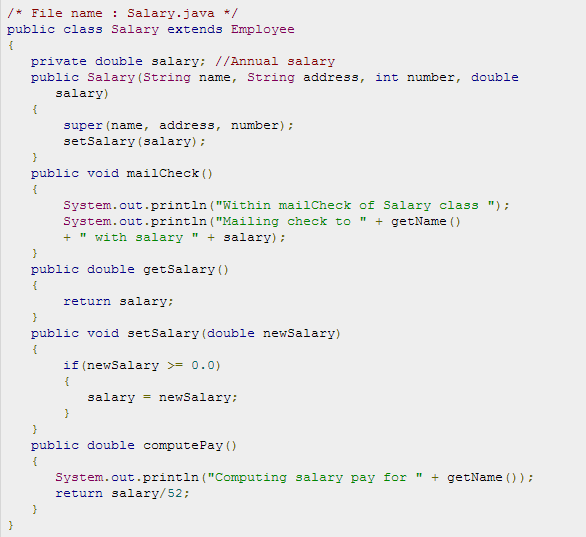 /* File name : Salary.java */
public class Salary extends Employee
{
   private double salary; //Annual salary
   public Salary(String name, String address, int number, double
      salary)
   {
       super(name, address, number);
       setSalary(salary);
   }
   public void mailCheck()
   {
       System.out.println("Within mailCheck of Salary class ");
       System.out.println("Mailing check to " + getName()
       + " with salary " + salary);
   }
   public double getSalary()
   {
       return salary;
   }
   public void setSalary(double newSalary)
   {
       if(newSalary >= 0.0)
       {
          salary = newSalary;
       }
   }
   public double computePay()
   {
      System.out.println("Computing salary pay for " + getName());
      return salary/52;
   }
}